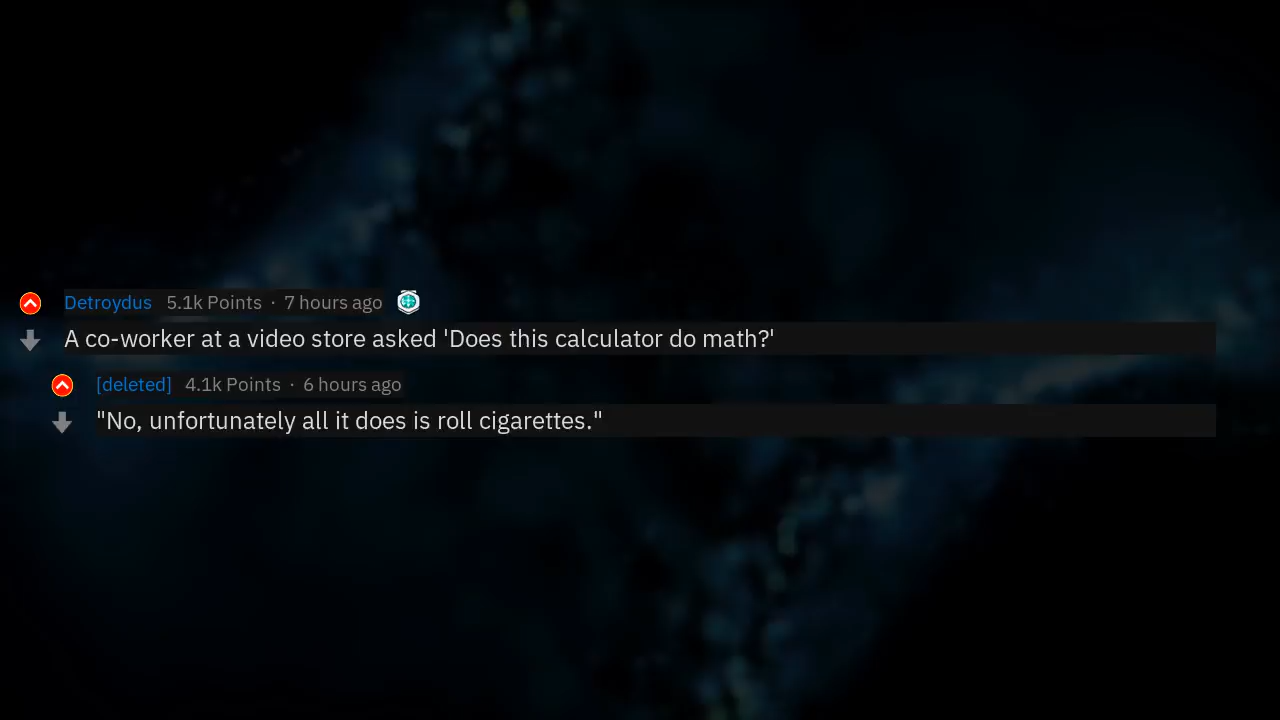 Detroydus 5.1k Points · 7 hours ago
A co-worker at a video store asked 'Does this calculator do math?'
[deleted] 4.1k Points · 6 hours ago
"No, unfortunately all it does is roll cigarettes."